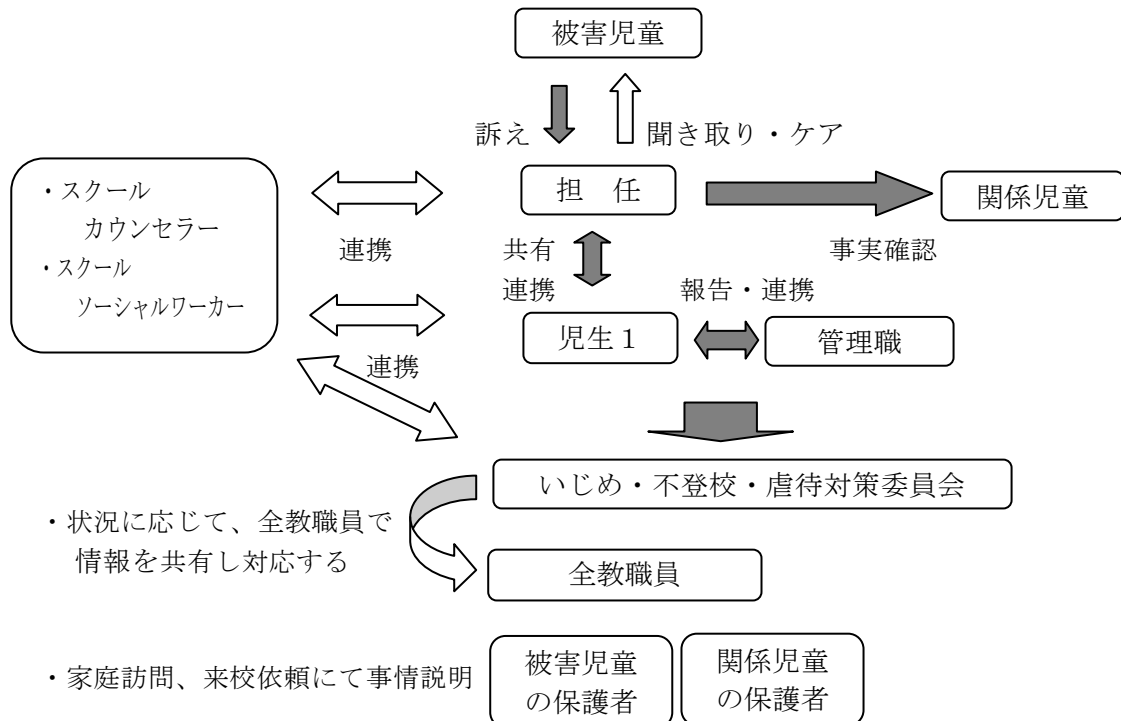 被害児童
訴え
聞き取り・ケア
・スクール
カウンセラー
・スクール
ソーシャルワーカー
連携
担　任
関係児童
事実確認
共有
連携
報告・連携
連携
児生１
管理職
いじめ・不登校・虐待対策委員会
・状況に応じて、全教職員で
情報を共有し対応する
全教職員
・家庭訪問、来校依頼にて事情説明
被害児童
の保護者
関係児童
の保護者